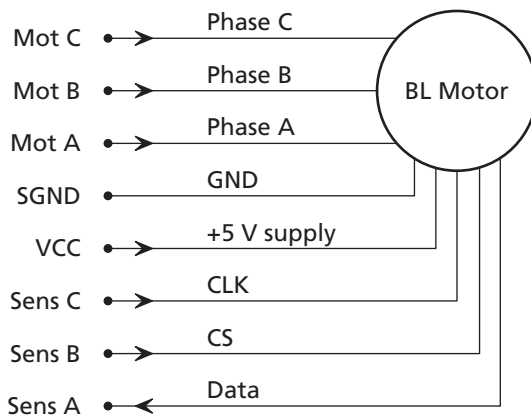 Mot C Phase C
Mot B Phase B BL Motor
Mot A Phase A
SGND GND
VCC +5 V supply
Sens C CLK
Sens B CS
Sens A Data